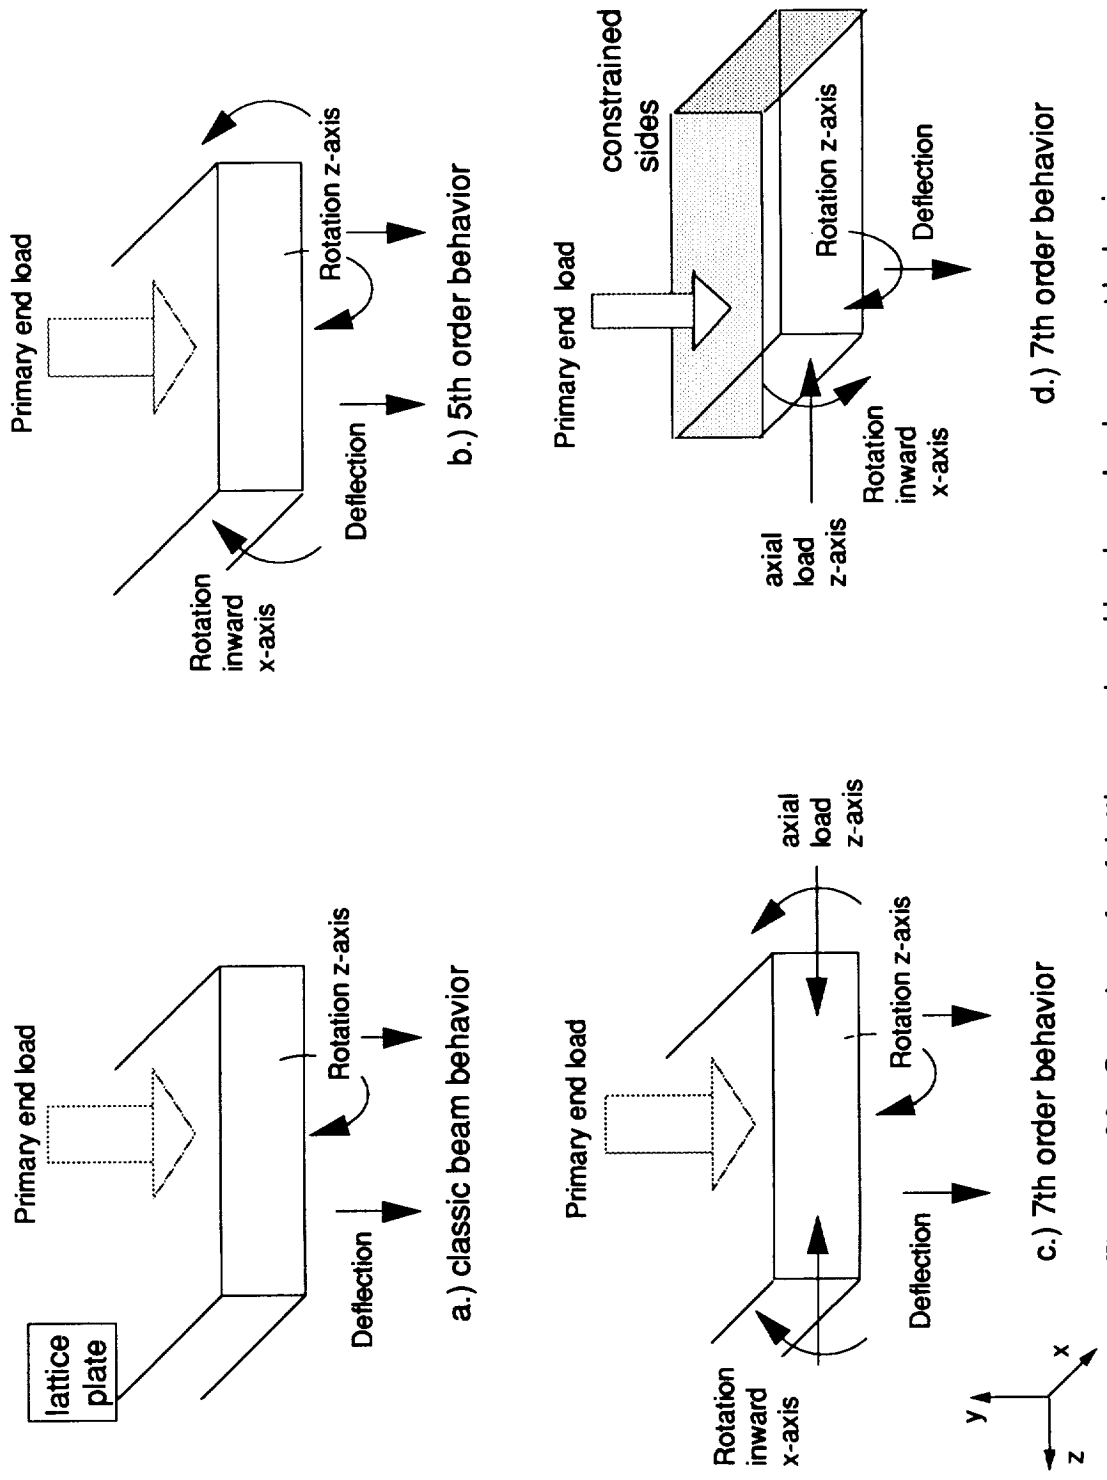 lattice
plate
Primary end load
Rotation z-axis
Deflection
a.) classic beam behavior
Primary end load
Rotation
inward
x-axis
Rotation z-axis
Deflection
b.) 5th order behavior
Primary end load
axial
load
z-axis
Rotation
inward
x-axis
Rotation z-axis
Deflection
c.) 7th order behavior
y
z
x
Primary end load
constrained
sides
axial
load
z-axis
Rotation
inward
x-axis
Rotation z-axis
Deflection
d.) 7th order behavior